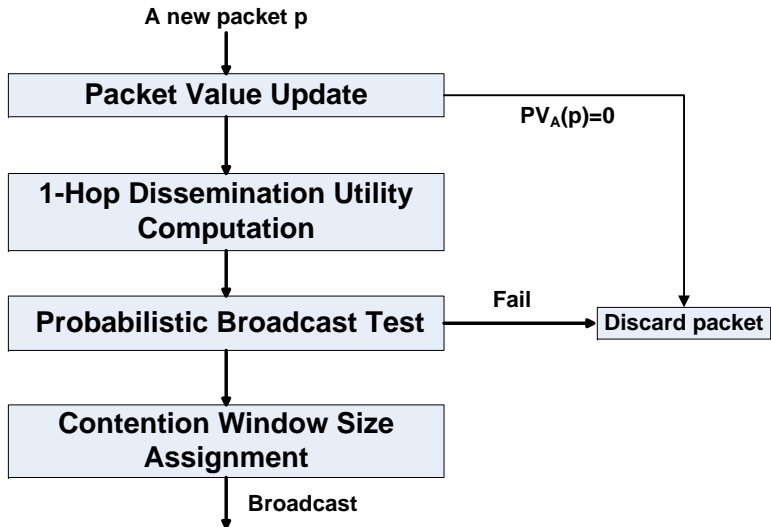 A new packet p
Packet Value Update
PVA(p)=0
1-Hop Dissemination Utility
Computation
Fail
Probabilistic Broadcast Test
Discard packet
Contention Window Size
Assignment
Broadcast